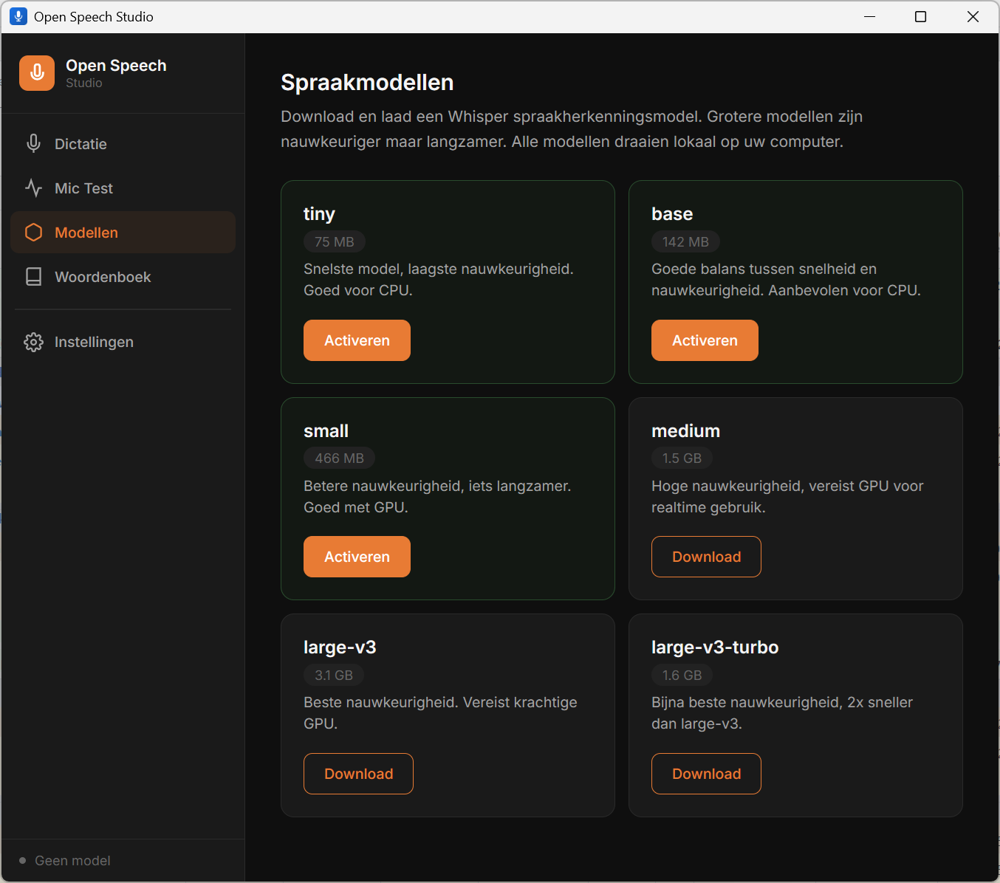 Open Speech Studio
Open Speech
Studio
Dictatie
Mic Test
Modellen
Woordenboek
Instellingen
Geen model
Spraakmodellen
Download en laad een Whisper spraakherkenningsmodel. Grotere modellen zijn
nauwkeuriger maar langzamer. Alle modellen draaien lokaal op uw computer.
tiny
75 MB
Snelste model, laagste nauwkeurigheid.
Goed voor CPU.
Activeren
base
142 MB
Goede balans tussen snelheid en
nauwkeurigheid. Aanbevolen voor CPU.
Activeren
small
466 MB
Betere nauwkeurigheid, iets langzamer.
Goed met GPU.
Activeren
medium
1.5 GB
Hoge nauwkeurigheid, vereist GPU voor
realtime gebruik.
Download
large-v3
3.1 GB
Beste nauwkeurigheid. Vereist krachtige
GPU.
Download
large-v3-turbo
1.6 GB
Bijna beste nauwkeurigheid, 2x sneller
dan large-v3.
Download